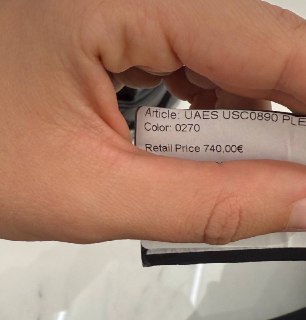 Article: UAES USC0890 PLE
Color: 0270
Retail Price 740,00€